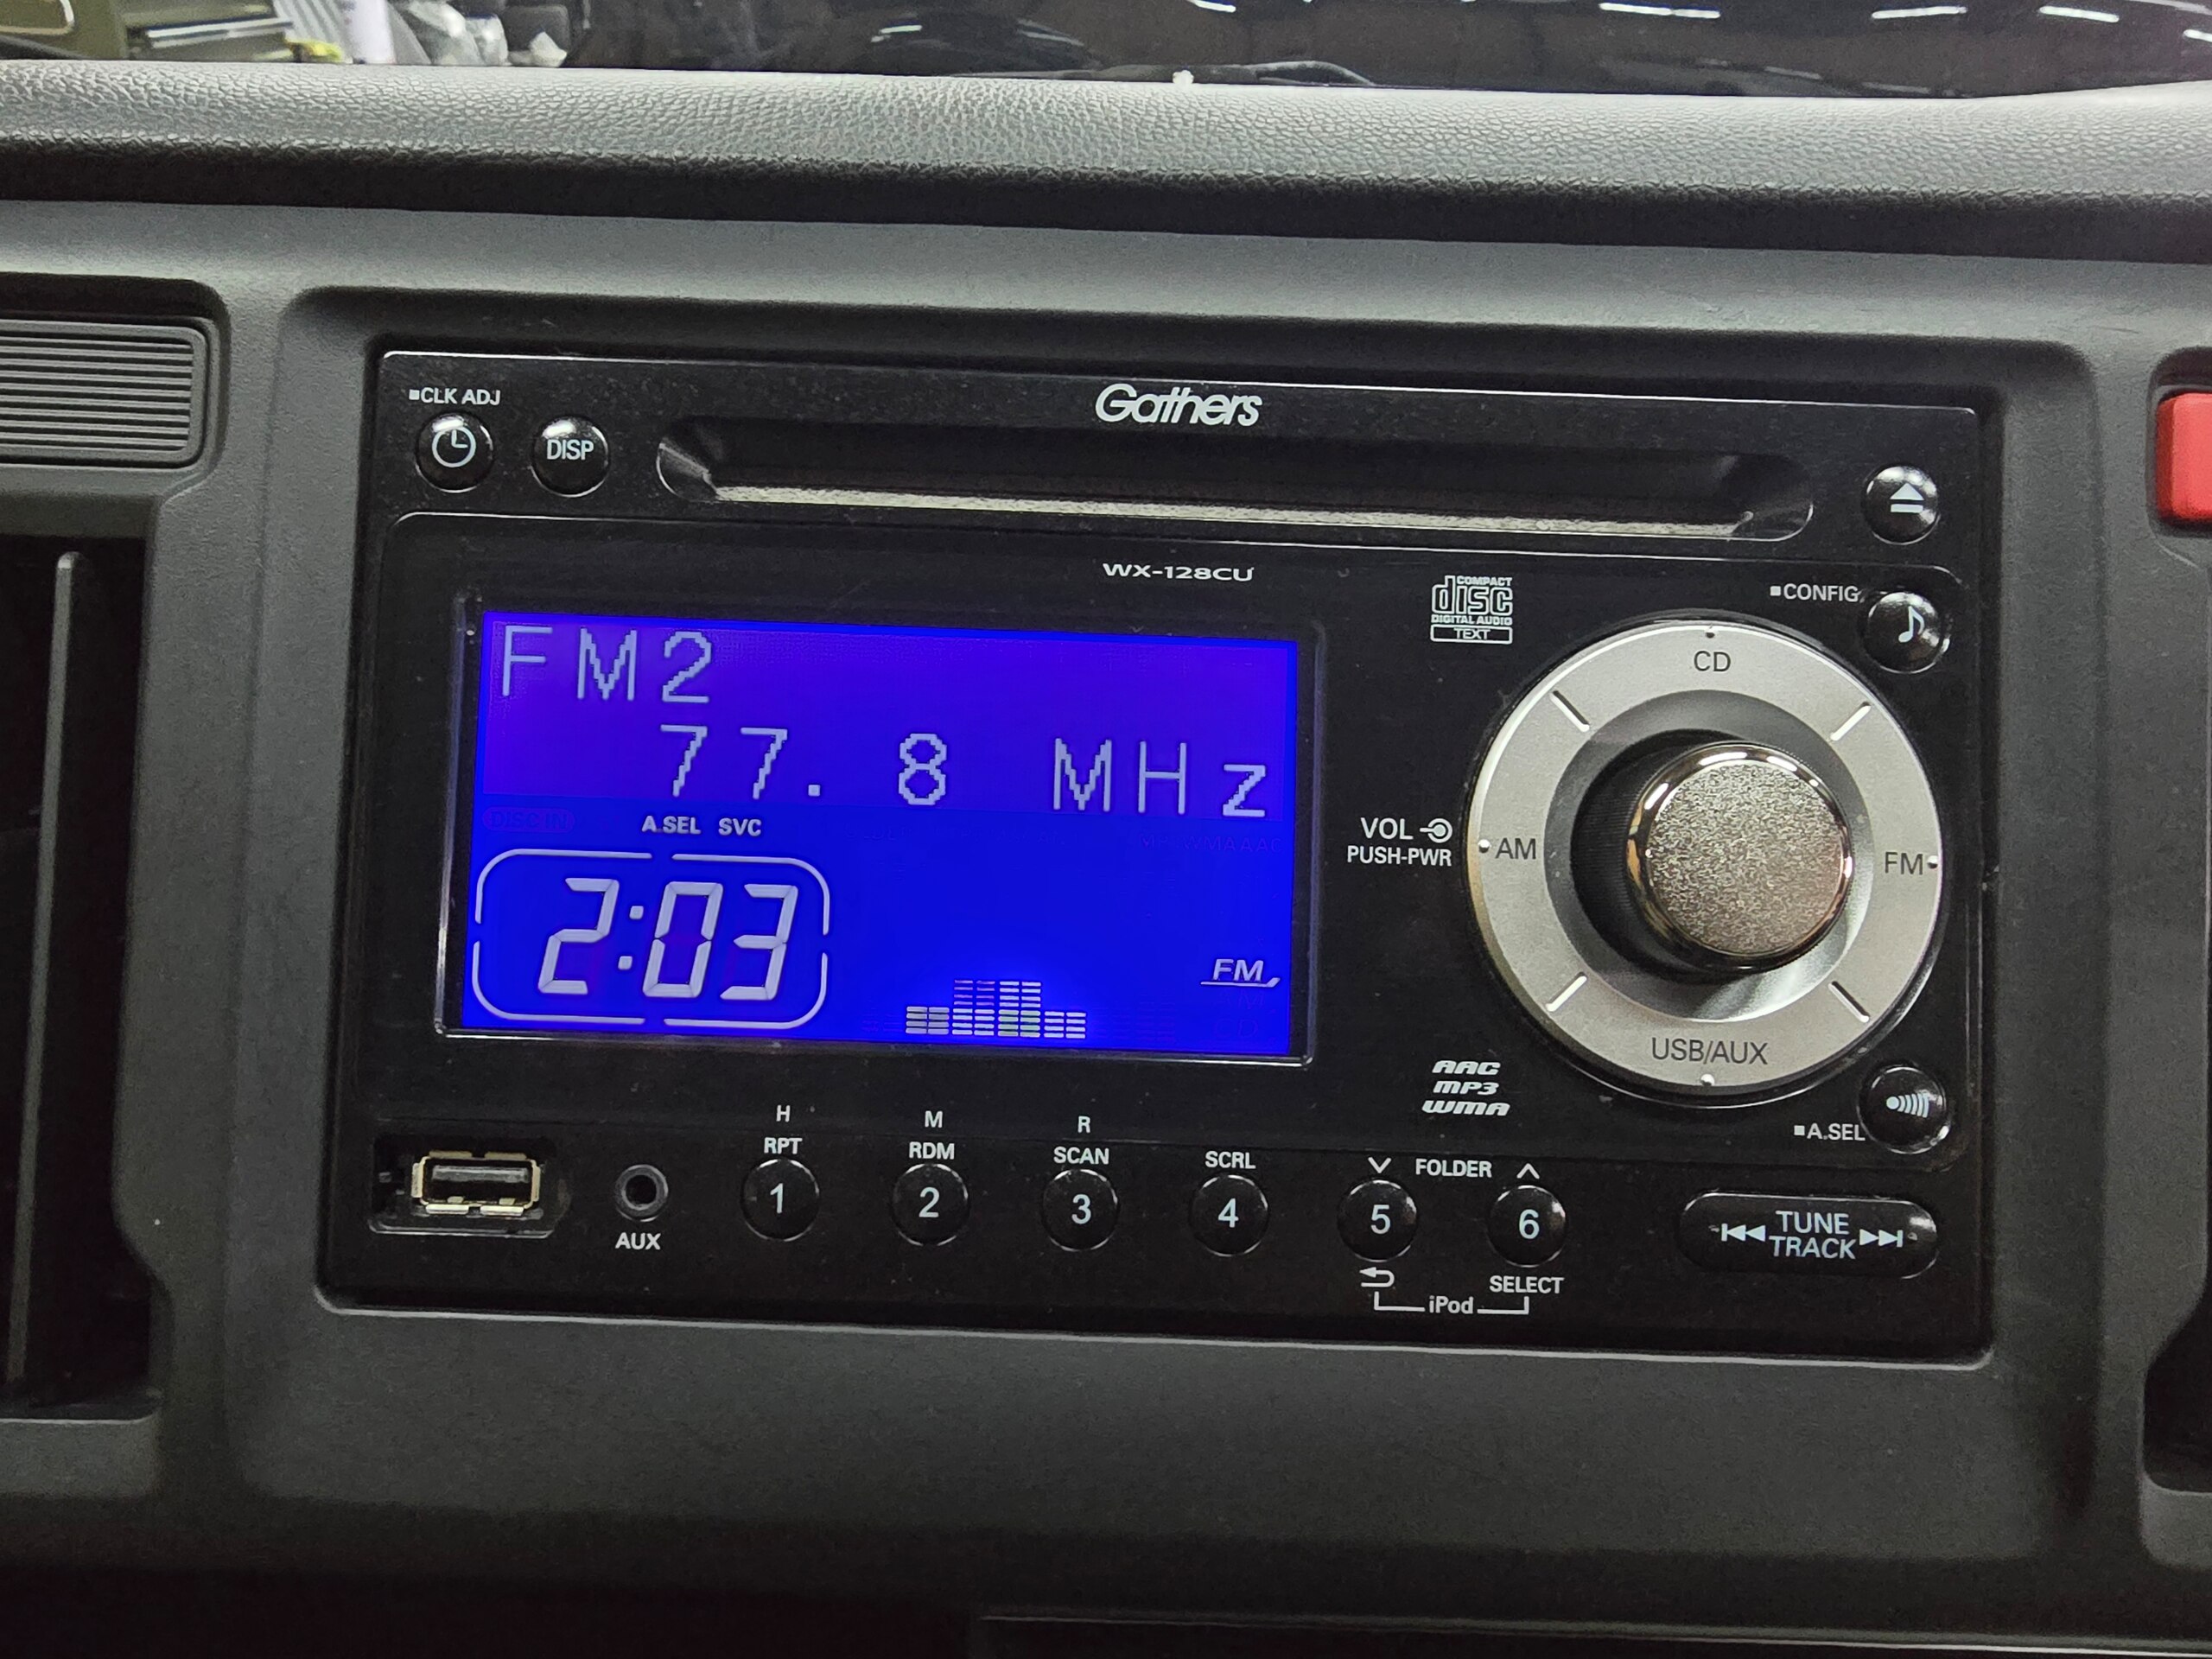 CLK ADJ
DISP
Gathers
WX-128CU
COMPACT
disc
DIGITAL AUDIO
TEXT
CONFIG
FM2
77.8 MHz
DISC IN
A.SEL SVC
2:03
FM
CD
AM
FM
USB/AUX
VOL
PUSH-PWR
AAC
MP3
WMA
A.SEL
H
M
R
RPT
RDM
SCAN
SCRL
FOLDER
1
2
3
4
5
6
AUX
TUNE
TRACK
SELECT
iPod